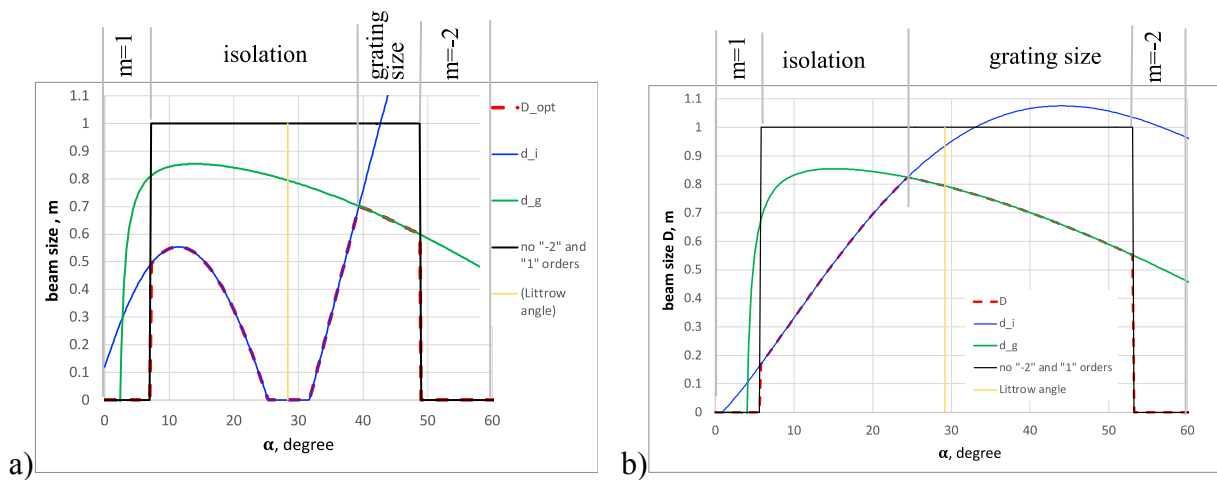 m=1
isolation
grating
size
m=-2
1.1
1
0.9
0.8
0.7
0.6
0.5
0.4
0.3
0.2
0.1
0
beam size , m
0 10 20 30 40 50 60
α, degree
D_opt
d_i
d_g
no "-2" and
"1" orders
(Littrow
angle)
a)
m=1
isolation
grating size
m=-2
1.1
1
0.9
0.8
0.7
0.6
0.5
0.4
0.3
0.2
0.1
0
beam size D, m
0 10 20 30 40 50 60
α, degree
D
d_i
d_g
no "-2" and "1" orders
Littrow angle
b)